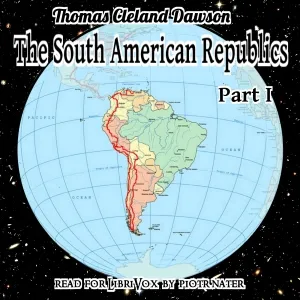 Thomas Cleland Dawson
The South American Republics
Part I
READ FOR LIBRIVOX BY PIOTR NATER